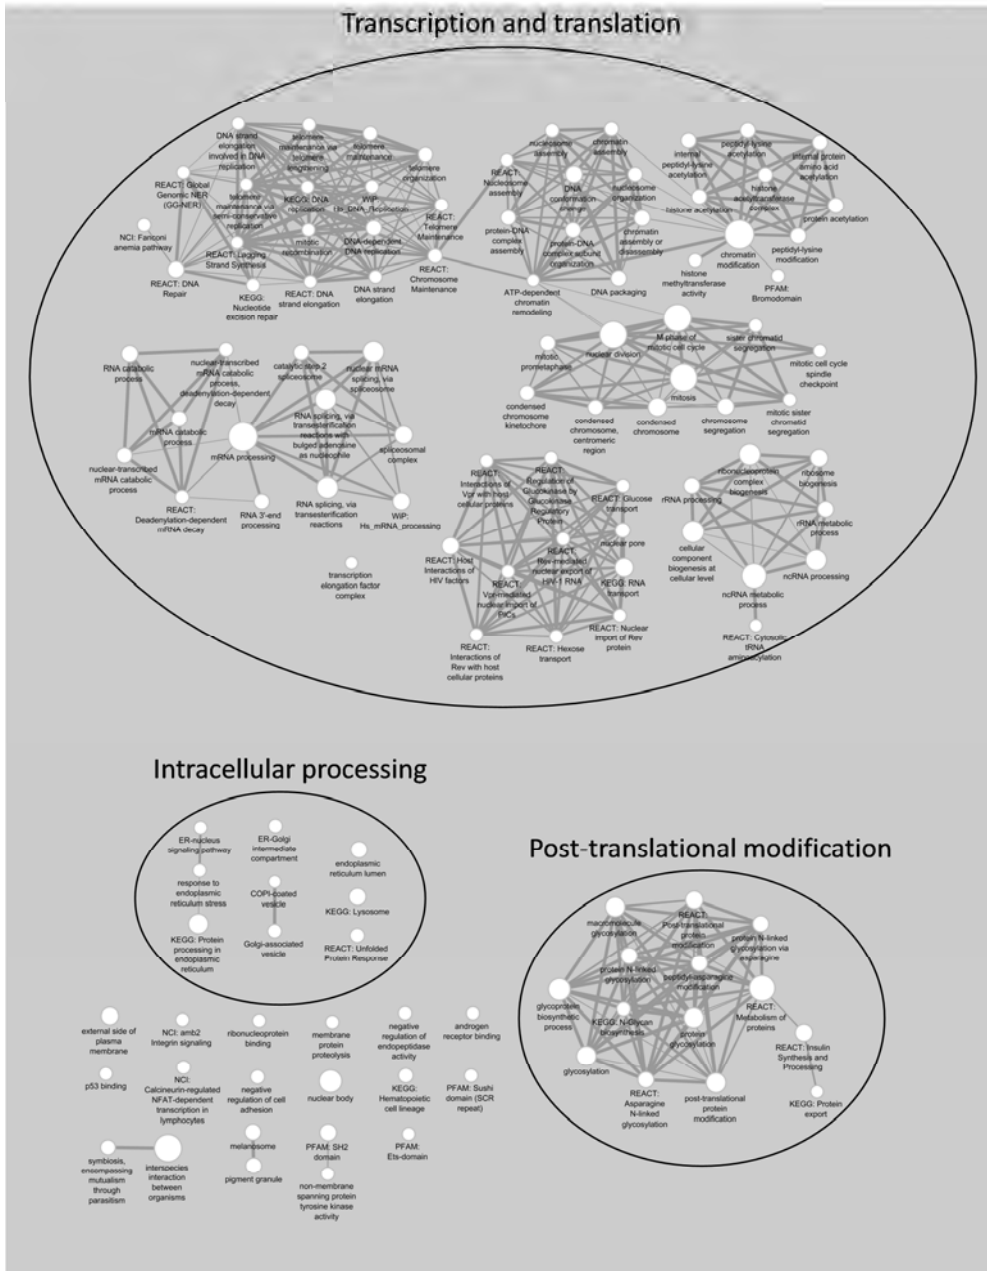 Transcription and translation
DNA strand
elongation
involved in DNA
replication
telomere
maintenance via
telomere
lengthening
telomere
maintenance
telomere
organization
REACT: Global
Genomic NER
(GG-NER)
telomere
maintenance via
semi-conservative
replication
KEGG: DNA
replication
WiP:
Hs_DNA_Replication
REACT:
Telomere
Maintenance
NCI: Fanconi
anemia pathway
mitotic
recombination
DNA-dependent
DNA replication
REACT: Lagging
Strand Synthesis
REACT:
Chromosome
Maintenance
REACT: DNA
Repair
KEGG:
Nucleotide
excision repair
REACT: DNA
strand elongation
DNA strand
elongation
nucleosome
assembly
chromatin
assembly
REACT:
Nucleosome
assembly
DNA
conformation
change
nucleosome
organization
protein-DNA
complex
assembly
protein-DNA
complex subunit
organization
chromatin
assembly or
disassembly
ATP-dependent
chromatin
remodeling
DNA packaging
internal
peptidyl-lysine
acetylation
peptidyl-lysine
acetylation
internal protein
amino acid
acetylation
histone acetylation
histone
acetyltransferase
complex
protein acetylation
chromatin
modification
peptidyl-lysine
modification
histone
methyltransferase
activity
PFAM:
Bromodomain
mitotic
prometaphase
nuclear division
M phase of
mitotic cell cycle
sister chromatid
segregation
mitotic cell cycle
spindle
checkpoint
mitosis
condensed
chromosome
kinetochore
condensed
chromosome,
centromeric
region
condensed
chromosome
chromosome
segregation
mitotic sister
chromatid
segregation
RNA catabolic
process
nuclear-transcribed
mRNA catabolic
process,
deadenylation-dependent
decay
catalytic step 2
spliceosome
nuclear mRNA
splicing, via
spliceosome
mRNA catabolic
process
mRNA processing
RNA splicing, via
transesterification
reactions with
bulged adenosine
as nucleophile
spliceosomal
complex
nuclear-transcribed
mRNA catabolic
process
REACT:
Deadenylation-dependent
mRNA decay
RNA 3'-end
processing
RNA splicing, via
transesterification
reactions
WiP:
Hs_mRNA_processing
transcription
elongation factor
complex
REACT:
Interactions of
Vpr with host
cellular proteins
REACT:
Regulation of
Glucokinase by
Glucokinase
Regulatory
Protein
REACT: Glucose
transport
nuclear pore
REACT: Host
Interactions of
HIV factors
REACT:
Rev-mediated
nuclear export of
HIV-1 RNA
KEGG: RNA
transport
REACT:
Vpr-mediated
nuclear import of
PICs
REACT:
Interactions of
Rev with host
cellular proteins
REACT: Hexose
transport
REACT: Nuclear
import of Rev
protein
ribonucleoprotein
complex
biogenesis
ribosome
biogenesis
rRNA processing
rRNA metabolic
process
cellular
component
biogenesis at
cellular level
ncRNA metabolic
process
ncRNA processing
REACT: Cytosolic
tRNA
aminoacylation
Intracellular processing
ER-nucleus
signaling pathway
ER-Golgi
intermediate
compartment
endoplasmic
reticulum lumen
response to
endoplasmic
reticulum stress
COPI-coated
vesicle
KEGG: Lysosome
KEGG: Protein
processing in
endoplasmic
reticulum
Golgi-associated
vesicle
REACT: Unfolded
Protein Response
Post-translational modification
macromolecule
glycosylation
REACT:
Post-translational
protein
modification
protein N-linked
glycosylation via
asparagine
protein N-linked
glycosylation
peptidyl-asparagine
modification
glycoprotein
biosynthetic
process
KEGG: N-Glycan
biosynthesis
protein
glycosylation
REACT:
Metabolism of
proteins
glycosylation
REACT:
Asparagine
N-linked
glycosylation
post-translational
protein
modification
REACT: Insulin
Synthesis and
Processing
KEGG: Protein
export
external side of
plasma
membrane
NCI: amb2
Integrin signaling
ribonucleoprotein
binding
membrane
protein
proteolysis
negative
regulation of
endopeptidase
activity
androgen
receptor binding
p53 binding
NCI:
Calcineurin-regulated
NFAT-dependent
transcription in
lymphocytes
negative
regulation of cell
adhesion
nuclear body
KEGG:
Hematopoietic
cell lineage
PFAM: Sushi
domain (SCR
repeat)
symbiosis,
encompassing
mutualism
through
parasitism
interspecies
interaction
between
organisms
melanosome
pigment granule
PFAM: SH2
domain
non-membrane
spanning protein
tyrosine kinase
activity
PFAM:
Ets-domain